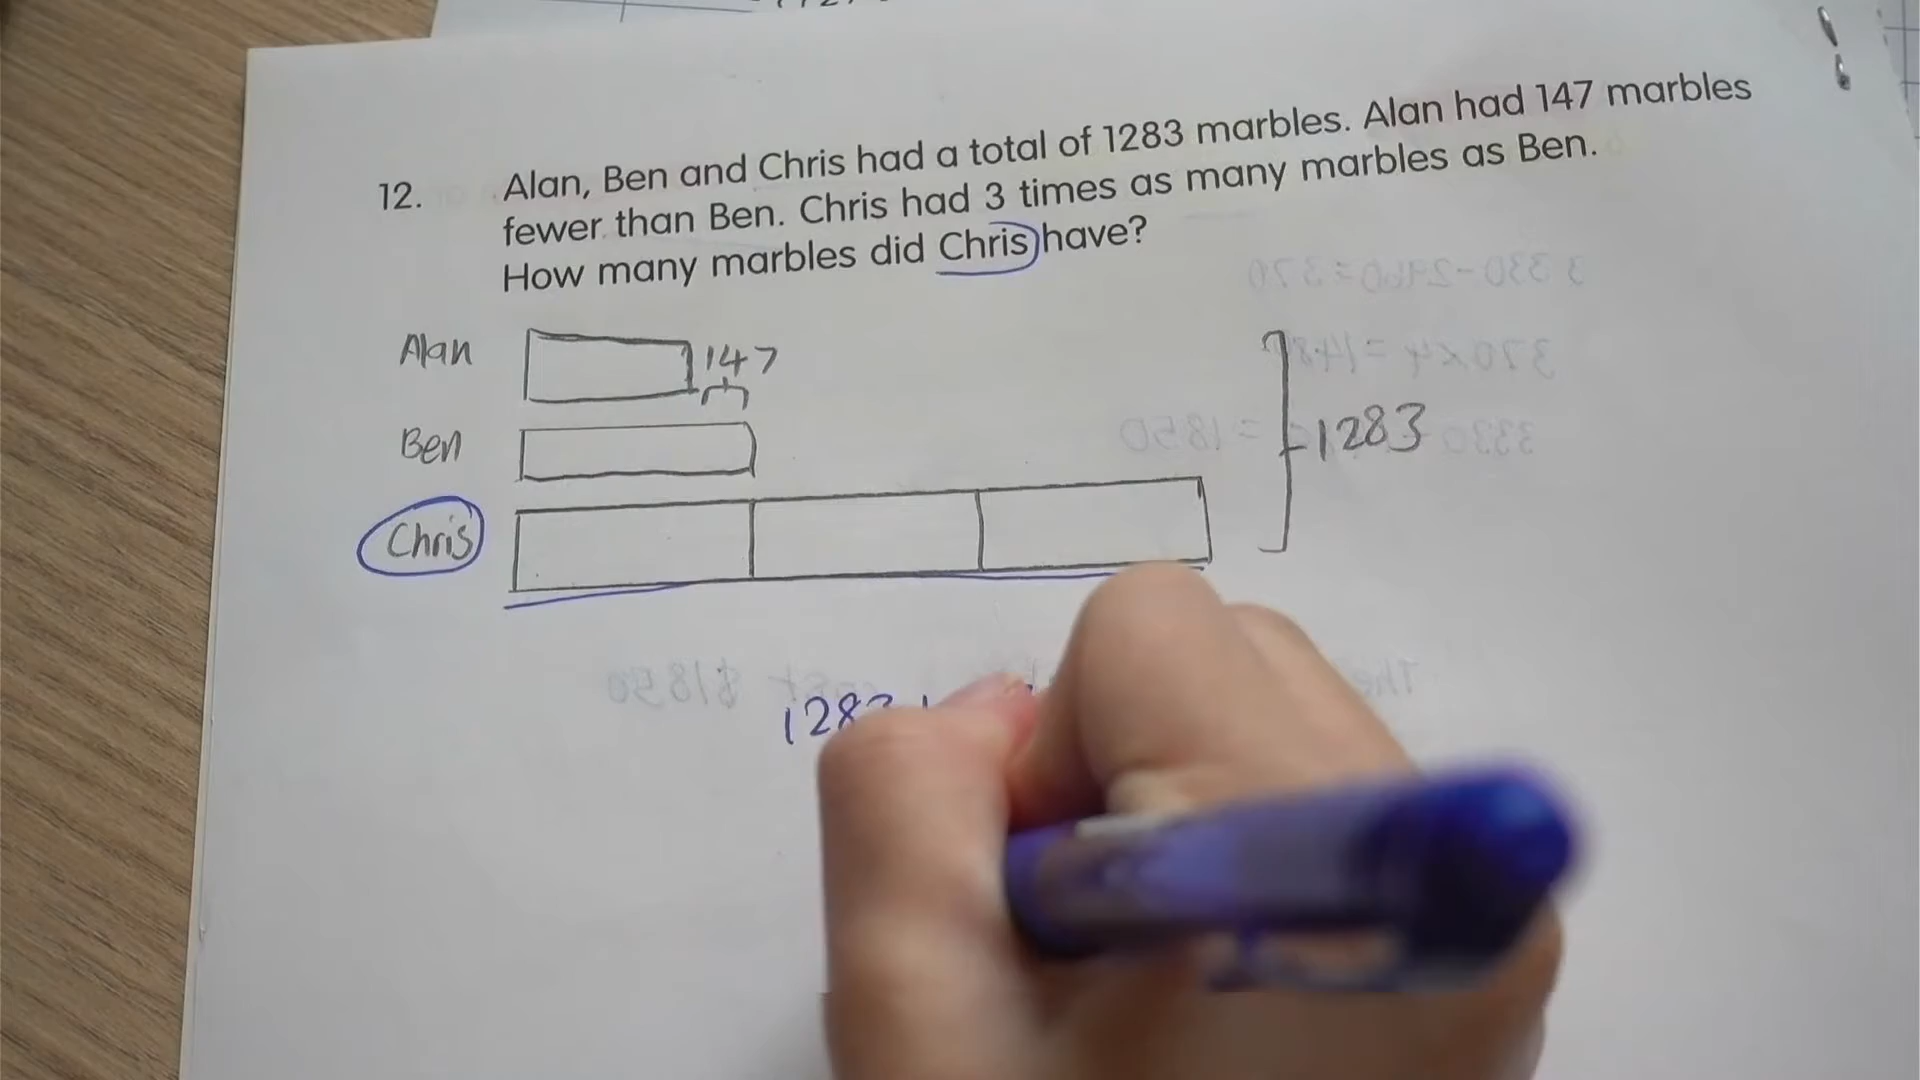 12. Alan, Ben and Chris had a total of 1283 marbles. Alan had 147 marbles
fewer than Ben. Chris had 3 times as many marbles as Ben.
How many marbles did Chris have?
Alan 147
Ben
1283
Chris